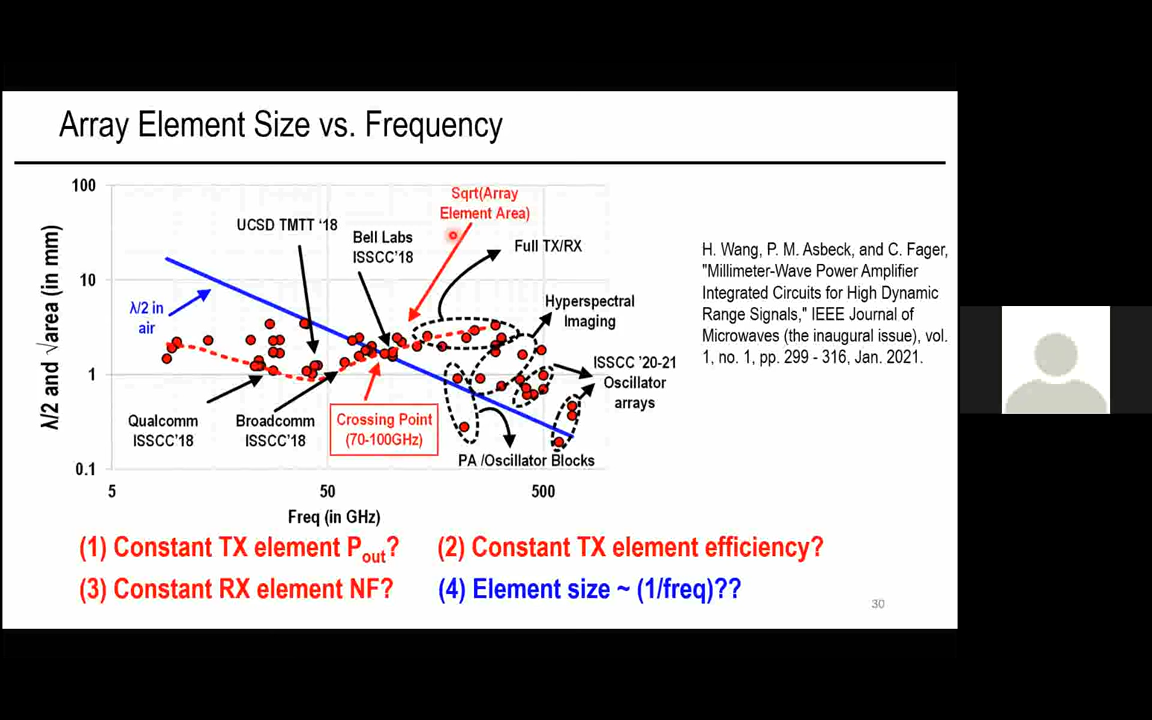 Array Element Size vs. Frequency
λ/2 and √area (in mm)
100
10
1
0.1
5
50
500
Freq (in GHz)
λ/2 in
air
UCSD TMTT ‘18
Bell Labs
ISSCC’18
Sqrt(Array
Element Area)
Full TX/RX
Hyperspectral
Imaging
ISSCC ’20-21
Oscillator
arrays
Qualcomm
ISSCC’18
Broadcomm
ISSCC’18
Crossing Point
(70-100GHz)
PA /Oscillator Blocks
H. Wang, P. M. Asbeck, and C. Fager,
"Millimeter-Wave Power Amplifier
Integrated Circuits for High Dynamic
Range Signals," IEEE Journal of
Microwaves (the inaugural issue), vol.
1, no. 1, pp. 299 - 316, Jan. 2021.
(1) Constant TX element Pout?
(2) Constant TX element efficiency?
(3) Constant RX element NF?
(4) Element size ~ (1/freq)??
30